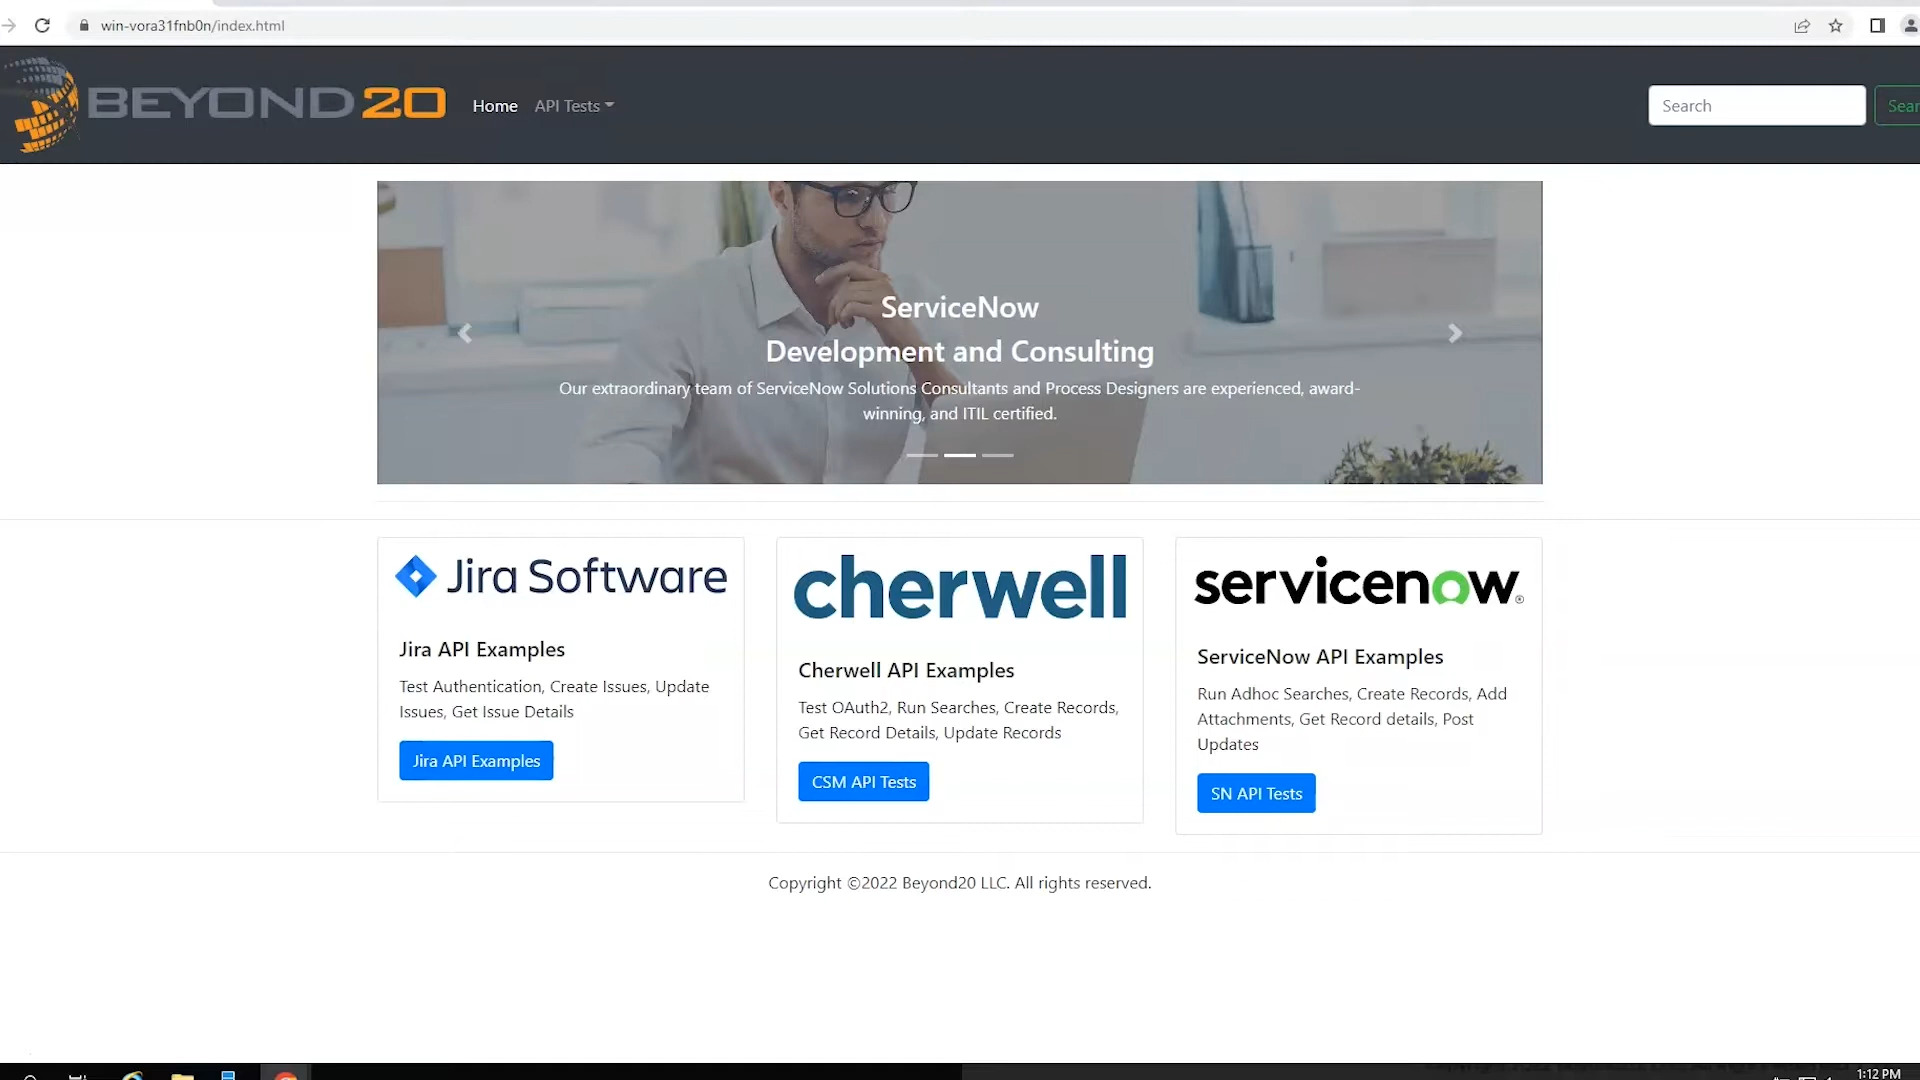 win-vora31fnb0n/index.html
BEYOND20
Home
API Tests
Search
ServiceNow
Development and Consulting
Our extraordinary team of ServiceNow Solutions Consultants and Process Designers are experienced, award-
winning, and ITIL certified.
Jira Software
Jira API Examples
Test Authentication, Create Issues, Update
Issues, Get Issue Details
Jira API Examples
cherwell
Cherwell API Examples
Test OAuth2, Run Searches, Create Records,
Get Record Details, Update Records
CSM API Tests
servicenow®
ServiceNow API Examples
Run Adhoc Searches, Create Records, Add
Attachments, Get Record details, Post
Updates
SN API Tests
Copyright ©2022 Beyond20 LLC. All rights reserved.
1:12 PM